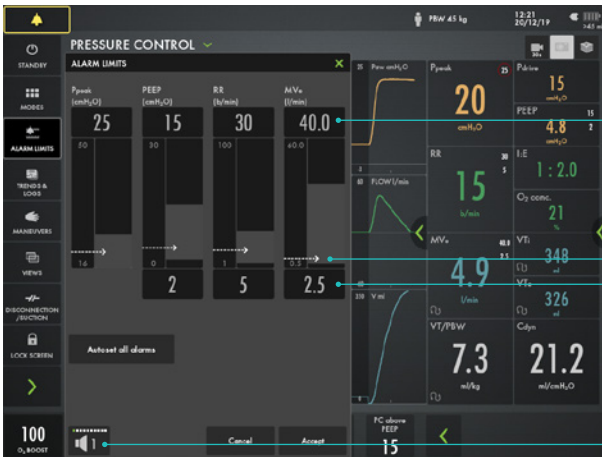 PBW 45 kg
12:21
20/12/19
PRESSURE CONTROL
30s
STANDBY
MODES
ALARM LIMITS
TRENDS &
LOGS
MANEUVERS
VIEWS
DISCONNECTION
/SUCTION
LOCK SCREEN
100
O₂ BOOST
ALARM LIMITS
Ppeak
(cmH₂O)
25
50
16
PEEP
(cmH₂O)
15
30
0
2
RR
(b/min)
30
100
1
5
MVe
(l/min)
40.0
60.0
0.5
2.5
Autoset all alarms
1
Cancel
Accept
Paw cmH₂O
FLOW l/min
60
V ml
PC above
PEEP
15
Ppeak
25
20
cmH₂O
Pdrive
15
cmH₂O
PEEP
15
4.8
2
cmH₂O
RR
30
5
15
b/min
I:E
1 : 2.0
O₂ conc.
21
%
MVe
40.0
2.5
4.9
l/min
VTi
348
ml
VTe
326
ml
VT/PBW
7.3
ml/kg
Cdyn
21.2
ml/cmH₂O